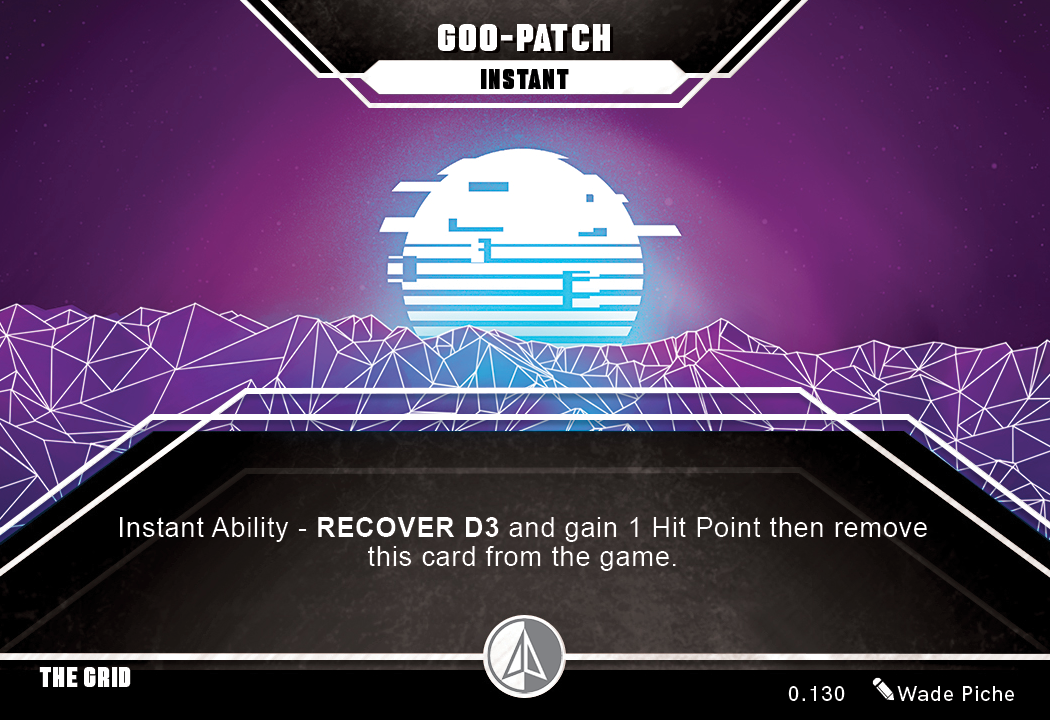 GOO-PATCH
INSTANT
Instant Ability - RECOVER D3 and gain 1 Hit Point then remove
this card from the game.
THE GRID
0.130 Wade Piche